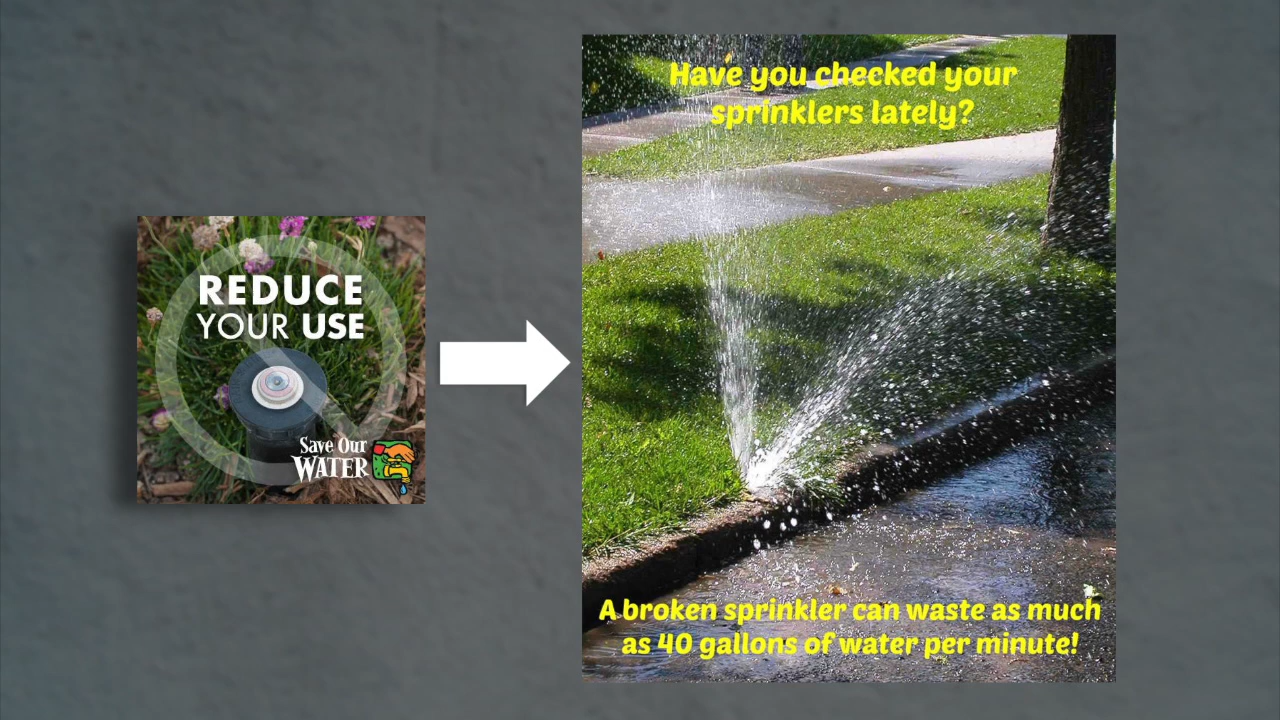 REDUCE
YOUR USE
Save Our
WATER
Have you checked your
sprinklers lately?
A broken sprinkler can waste as much
as 40 gallons of water per minute!